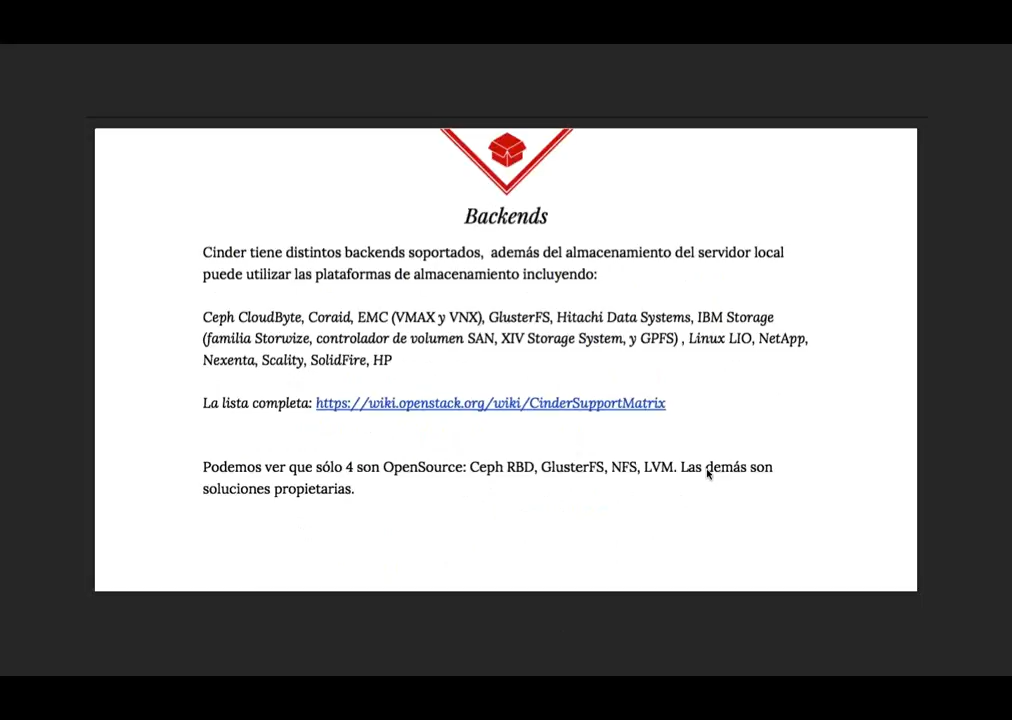 Backends
Cinder tiene distintos backends soportados, además del almacenamiento del servidor local
puede utilizar las plataformas de almacenamiento incluyendo:
Ceph CloudByte, Coraid, EMC (VMAX y VNX), GlusterFS, Hitachi Data Systems, IBM Storage
(familia Storwize, controlador de volumen SAN, XIV Storage System, y GPFS) , Linux LIO, NetApp,
Nexenta, Scality, SolidFire, HP
La lista completa: https://wiki.openstack.org/wiki/CinderSupportMatrix
Podemos ver que sólo 4 son OpenSource: Ceph RBD, GlusterFS, NFS, LVM. Las demás son
soluciones propietarias.